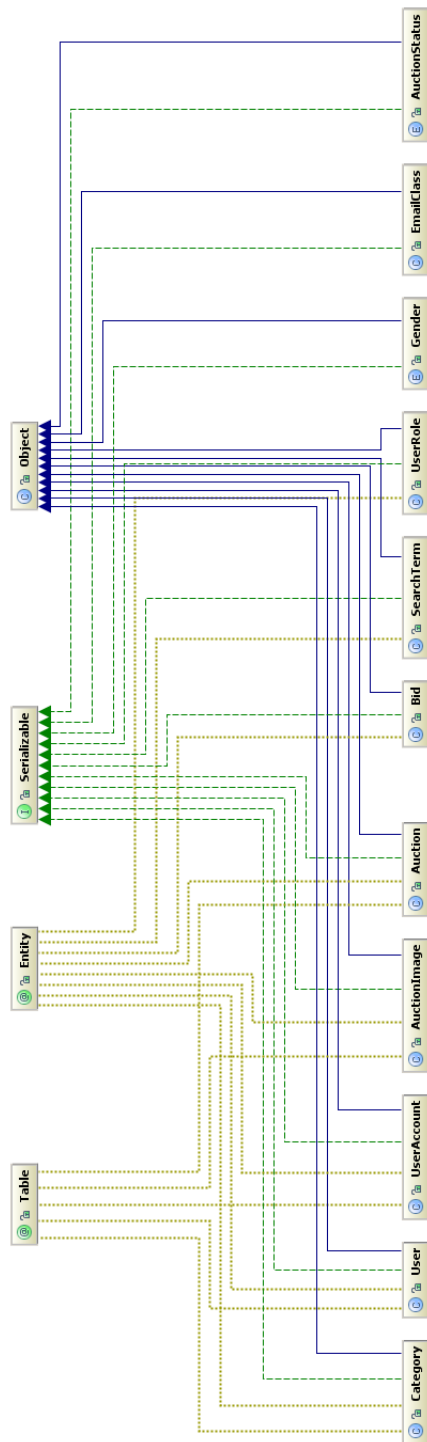 Table
Entity
Serializable
Object
Category
User
UserAccount
AuctionImage
Auction
Bid
SearchTerm
UserRole
Gender
EmailClass
AuctionStatus
@
@
I
C
C
C
C
C
C
C
C
C
E
C
E